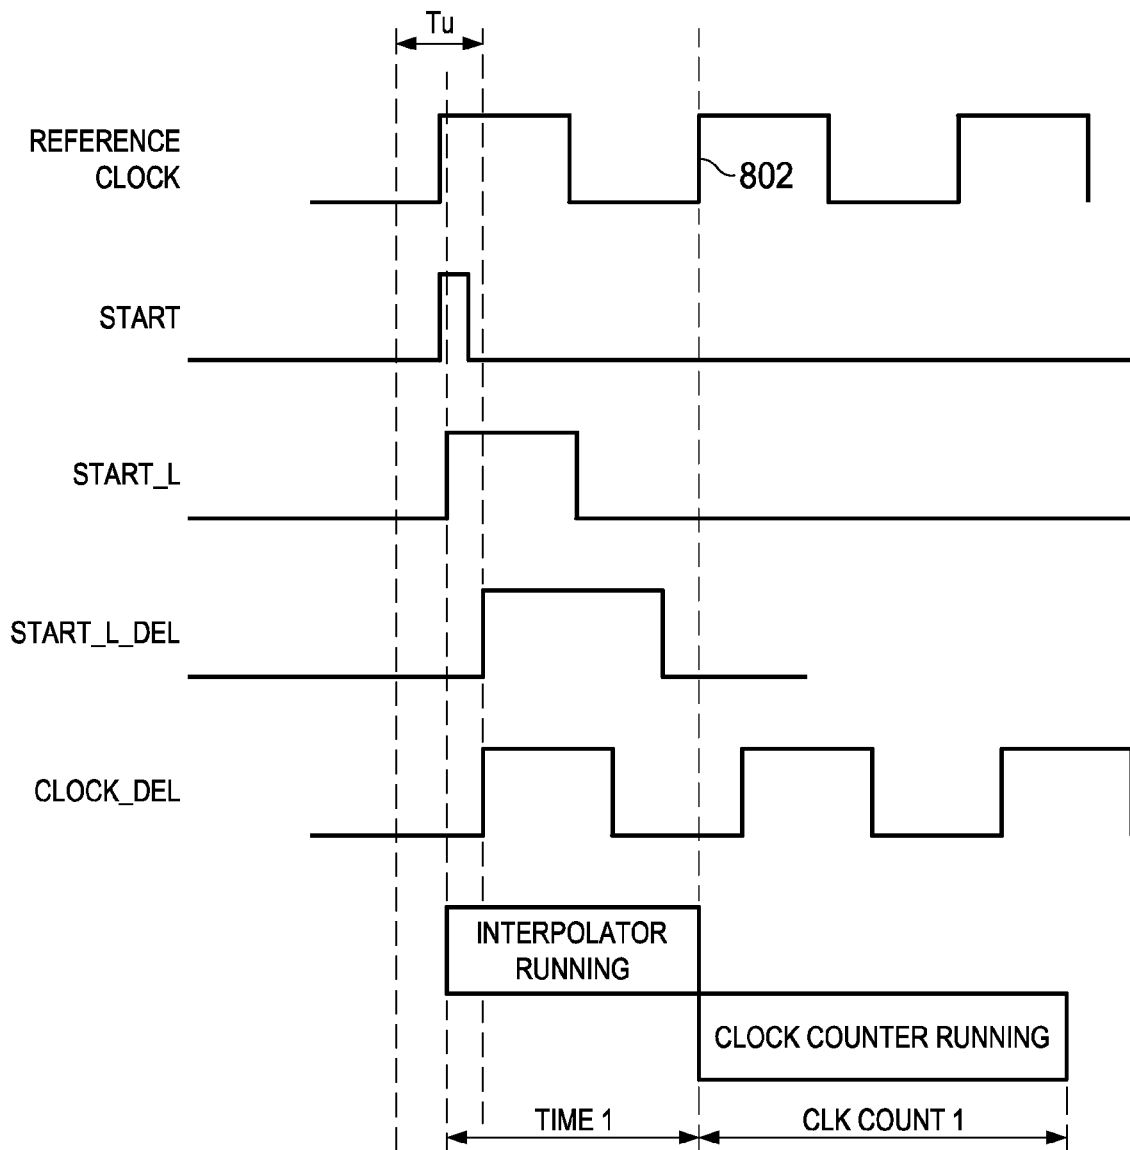 Tu
REFERENCE
CLOCK
802
START
START_L
START_L_DEL
CLOCK_DEL
INTERPOLATOR
RUNNING
CLOCK COUNTER RUNNING
TIME 1
CLK COUNT 1